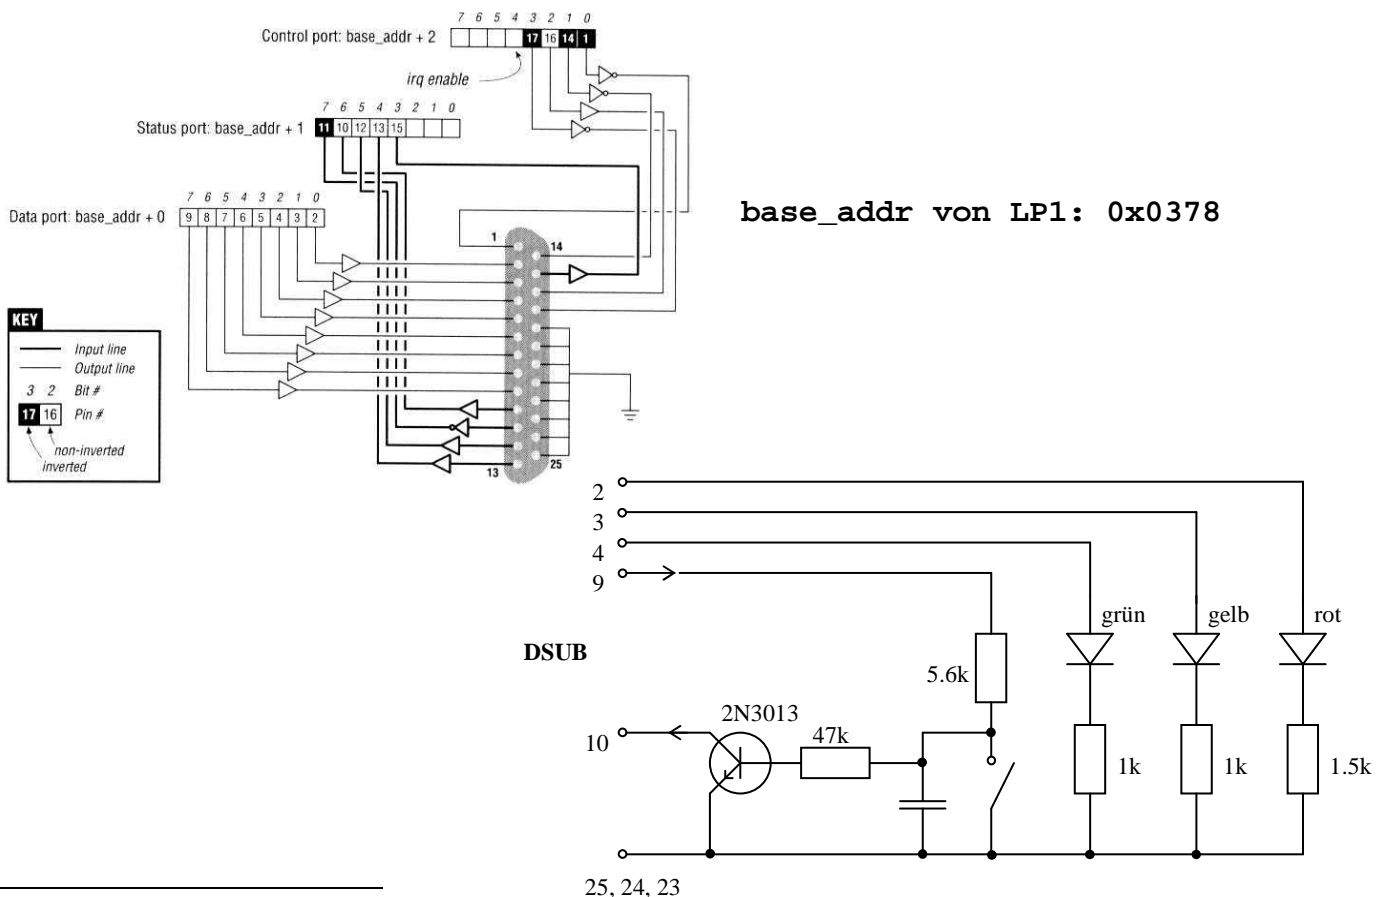 7 6 5 4 3 2 1 0
Control port: base_addr + 2
17 16 14 1
irq enable
7 6 5 4 3 2 1 0
Status port: base_addr + 1
11 10 12 13 15
7 6 5 4 3 2 1 0
Data port: base_addr + 0
9 8 7 6 5 4 3 2
base_addr von LP1: 0x0378
1
14
13
25
KEY
Input line
Output line
3 2 Bit #
17 16 Pin #
non-inverted
inverted
2
3
4
9
grün
gelb
rot
DSUB
5.6k
2N3013
10
47k
1k
1k
1.5k
25, 24, 23